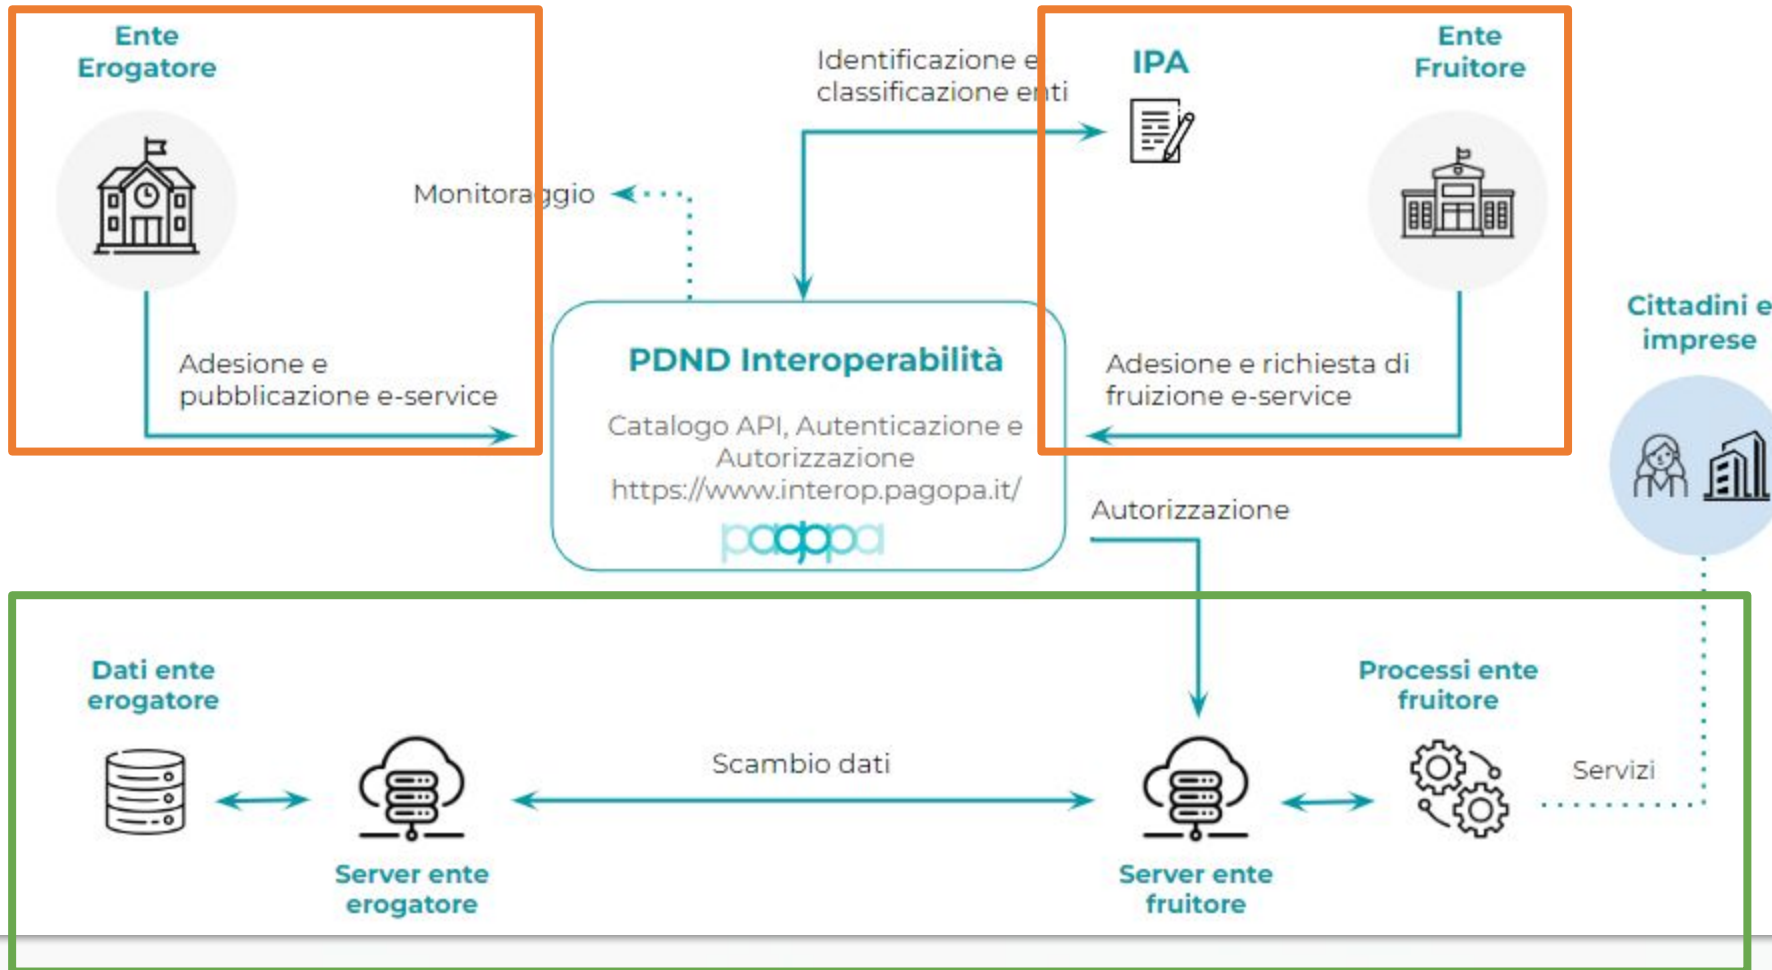 Ente
Erogatore
Identificazione e
classificazione enti
IPA
Ente
Fruitore
Monitoraggio
Cittadini e
imprese
Adesione e
pubblicazione e-service
PDND Interoperabilità
Catalogo API, Autenticazione e
Autorizzazione
https://www.interop.pagopa.it/
pagopa
Adesione e richiesta di
fruizione e-service
Autorizzazione
Dati ente
erogatore
Processi ente
fruitore
Scambio dati
Servizi
Server ente
erogatore
Server ente
fruitore